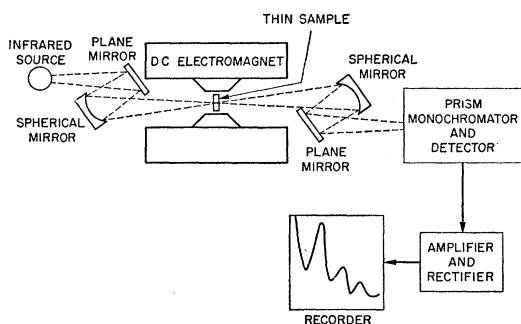 THIN SAMPLE
INFRARED
SOURCE
PLANE
MIRROR
DC ELECTROMAGNET
SPHERICAL
MIRROR
SPHERICAL
MIRROR
PLANE
MIRROR
PRISM
MONOCHROMATOR
AND
DETECTOR
AMPLIFIER
AND
RECTIFIER
RECORDER